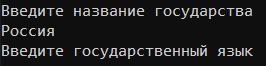 Введите название государства
Россия
Введите государственный язык